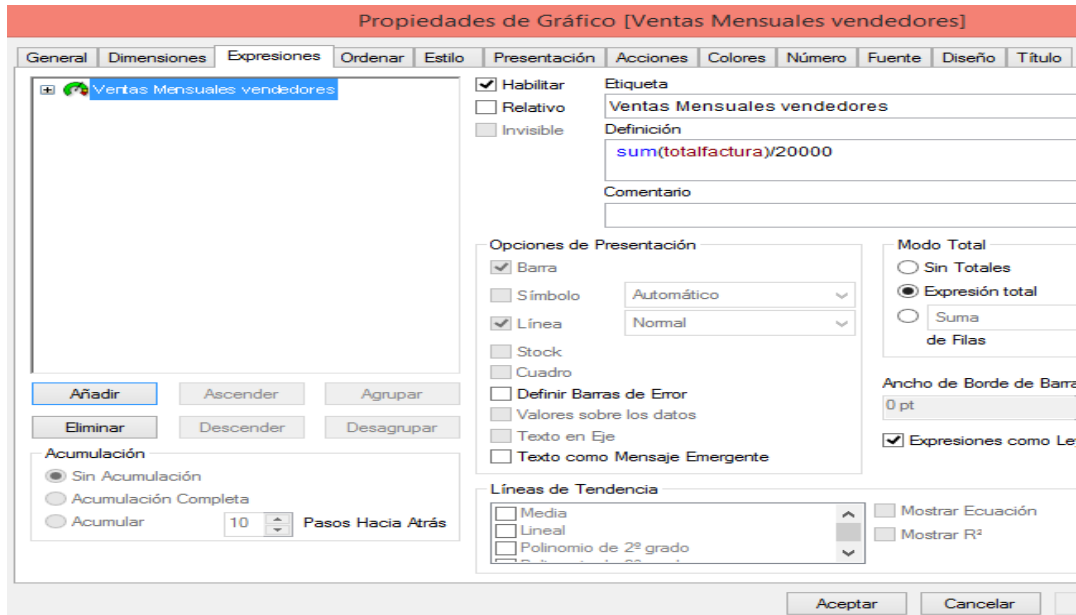 Propiedades de Gráfico [Ventas Mensuales vendedores]
General Dimensiones Expresiones Ordenar Estilo Presentación Acciones Colores Número Fuente Diseño Título
Ventas Mensuales vendedores
Habilitar
Relativo
Invisible
Etiqueta
Ventas Mensuales vendedores
Definición
sum(totalfactura)/20000
Comentario
Opciones de Presentación
Barra
Símbolo Automático
Línea Normal
Stock
Cuadro
Definir Barras de Error
Valores sobre los datos
Texto en Eje
Texto como Mensaje Emergente
Modo Total
Sin Totales
Expresión total
Suma
de Filas
Ancho de Borde de Barra
0 pt
Expresiones como Le
Añadir Ascender Agrupar
Eliminar Descender Desagrupar
Acumulación
Sin Acumulación
Acumulación Completa
Acumular 10 Pasos Hacia Atrás
Líneas de Tendencia
Media
Lineal
Polinomio de 2º grado
Mostrar Ecuación
Mostrar R²
Aceptar Cancelar